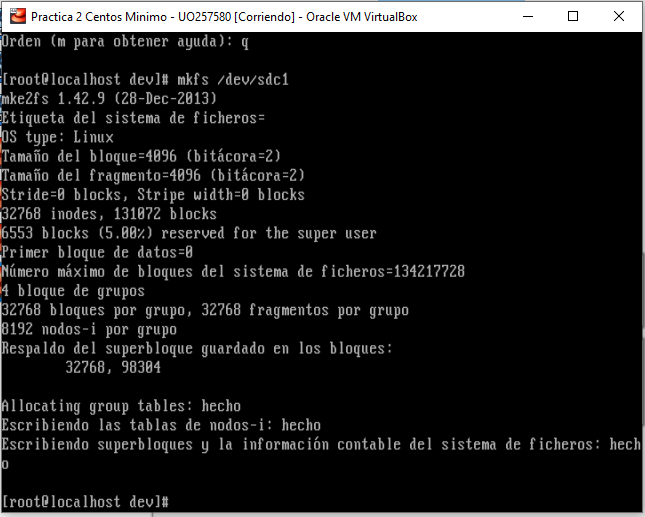 Practica 2 Centos Minimo - UO257580 [Corriendo] - Oracle VM VirtualBox
Orden (m para obtener ayuda): q
[root@localhost dev]# mkfs /dev/sdc1
mke2fs 1.42.9 (28-Dec-2013)
Etiqueta del sistema de ficheros=
OS type: Linux
Tamaño del bloque=4096 (bitácora=2)
Tamaño del fragmento=4096 (bitácora=2)
Stride=0 blocks, Stripe width=0 blocks
32768 inodes, 131072 blocks
6553 blocks (5.00%) reserved for the super user
Primer bloque de datos=0
Número máximo de bloques del sistema de ficheros=134217728
4 bloque de grupos
32768 bloques por grupo, 32768 fragmentos por grupo
8192 nodos-i por grupo
Respaldo del superbloque guardado en los bloques:
32768, 98304
Allocating group tables: hecho
Escribiendo las tablas de nodos-i: hecho
Escribiendo superbloques y la información contable del sistema de ficheros: hech
o
[root@localhost dev]#